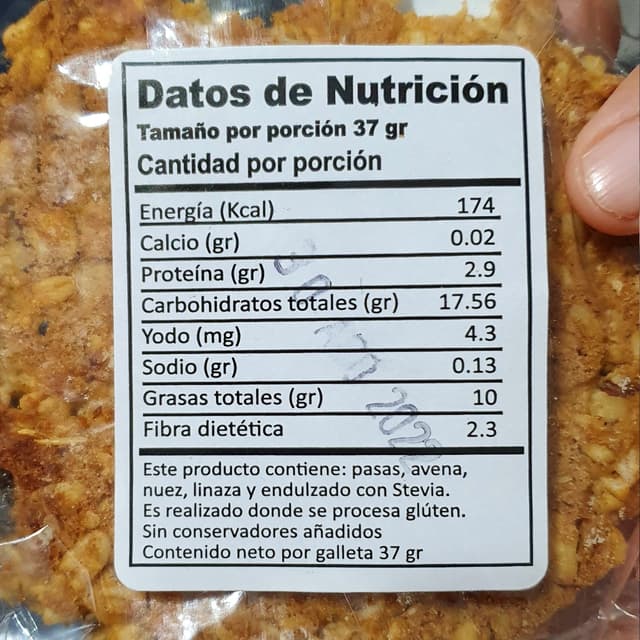 Datos de Nutrición
Tamaño por porción 37 gr
Cantidad por porción
Energía (Kcal) 174
Calcio (gr) 0.02
Proteína (gr) 2.9
Carbohidratos totales (gr) 17.56
Yodo (mg) 4.3
Sodio (gr) 0.13
Grasas totales (gr) 10
Fibra dietética 2.3
Este producto contiene: pasas, avena,
nuez, linaza y endulzado con Stevia.
Es realizado donde se procesa glúten.
Sin conservadores añadidos
Contenido neto por galleta 37 gr